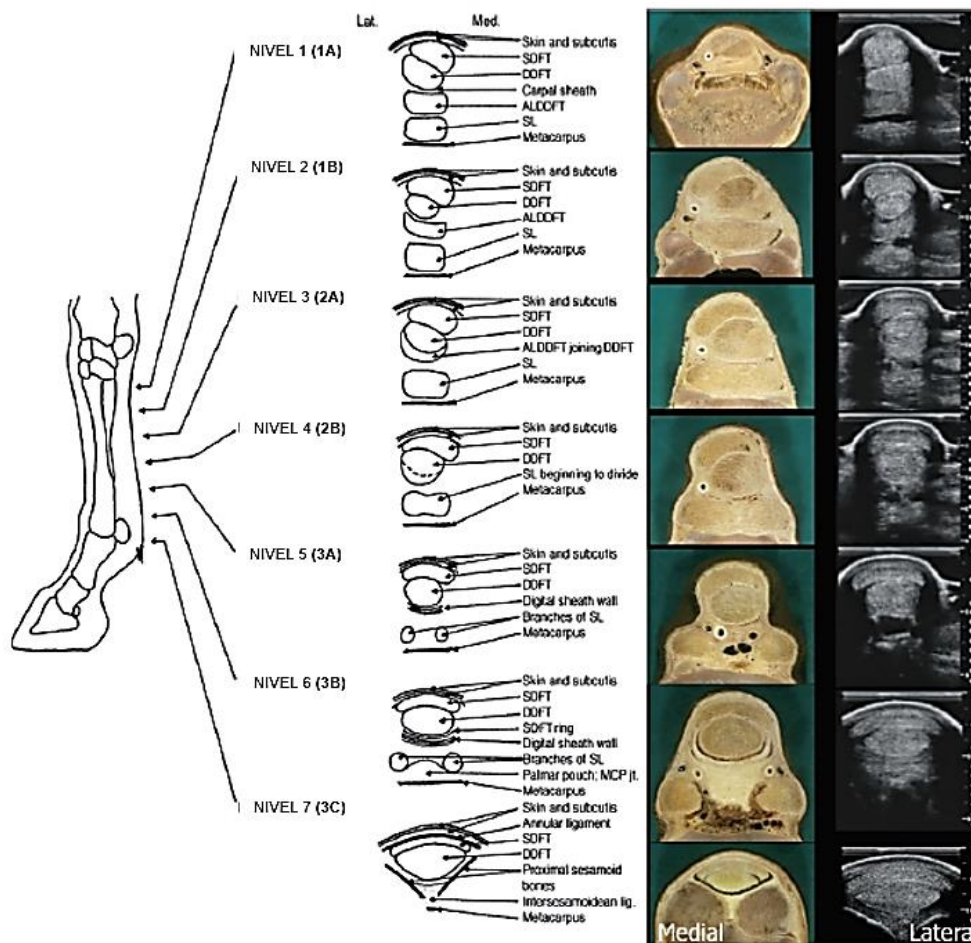 Lat.
Med.
NIVEL 1 (1A)
Skin and subcutis
SDFT
DDFT
Carpal sheath
ALDDFT
SL
Metacarpus
NIVEL 2 (1B)
Skin and subcutis
SDFT
DDFT
ALDDFT
SL
Metacarpus
NIVEL 3 (2A)
Skin and subcutis
SDFT
DDFT
ALDDFT joining DDFT
SL
Metacarpus
NIVEL 4 (2B)
Skin and subcutis
SDFT
DDFT
SL beginning to divide
Metacarpus
NIVEL 5 (3A)
Skin and subcutis
SDFT
DDFT
Digital sheath wall
Branches of SL
Metacarpus
NIVEL 6 (3B)
Skin and subcutis
SDFT
DDFT
SDFT ring
Digital sheath wall
Branches of SL
Palmar pouch; MCP jt.
Metacarpus
NIVEL 7 (3C)
Skin and subcutis
Annular ligament
SDFT
DDFT
Proximal sesamoid
bones
Intersesamoidean lig.
Metacarpus
Medial
Latera